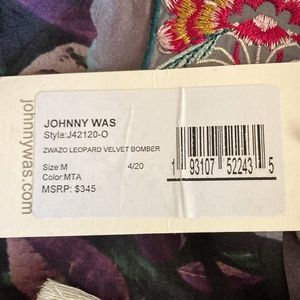 johnnywas.com
JOHNNY WAS
Style:J42120-O
ZWAZO LEOPARD VELVET BOMBER
Size:M 4/20
Color:MTA
MSRP: $345
1 93107 52243 5